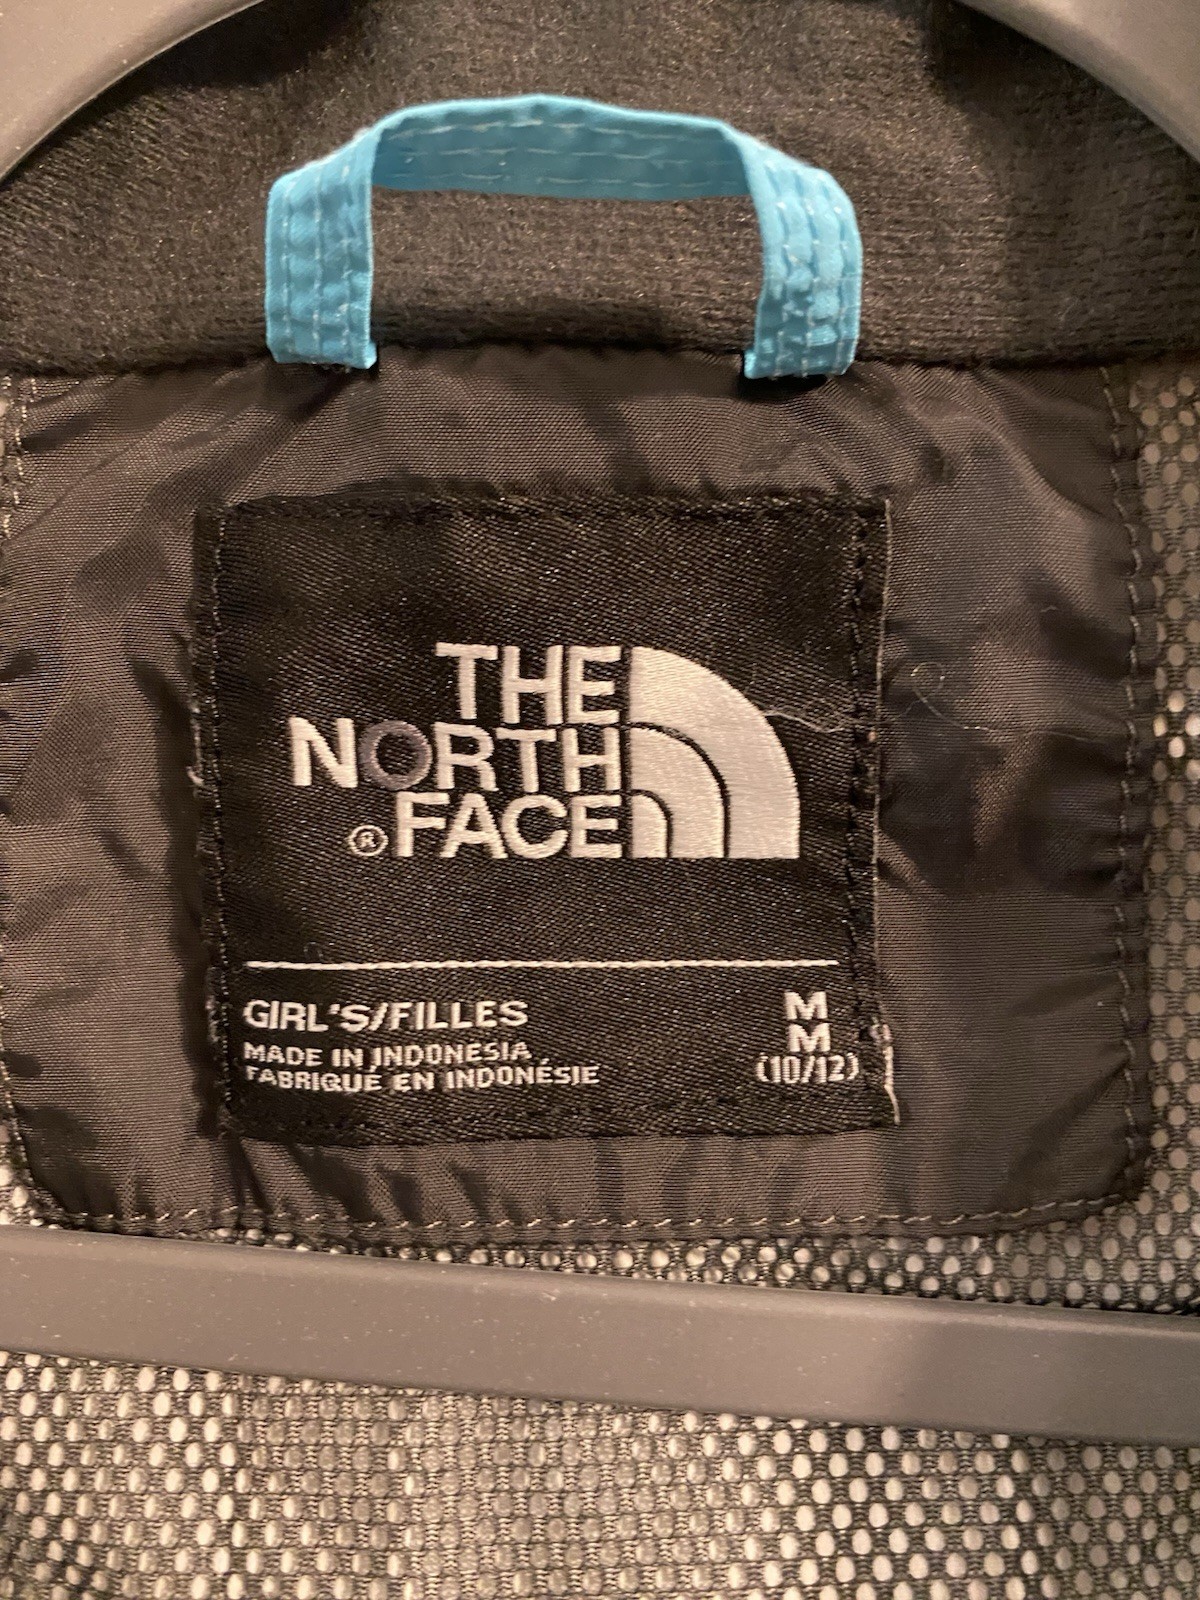 THE
NORTH
® FACE
GIRL'S/FILLES
MADE IN INDONESIA
FABRIQUÉ EN INDONÉSIE
M
M
(10/12)